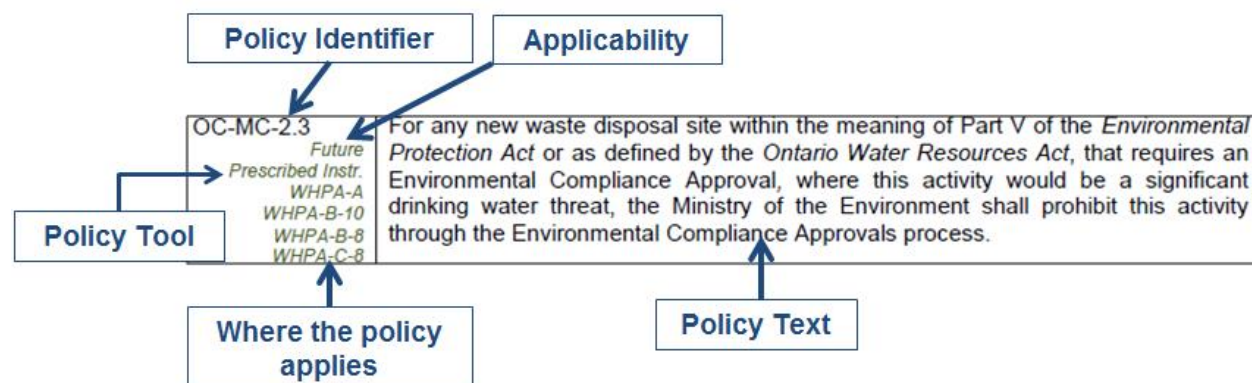 Policy Identifier
Applicability
OC-MC-2.3
Future
Prescribed Instr.
WHPA-A
WHPA-B-10
WHPA-B-8
WHPA-C-8
For any new waste disposal site within the meaning of Part V of the Environmental
Protection Act or as defined by the Ontario Water Resources Act, that requires an
Environmental Compliance Approval, where this activity would be a significant
drinking water threat, the Ministry of the Environment shall prohibit this activity
through the Environmental Compliance Approvals process.
Policy Tool
Where the policy
applies
Policy Text